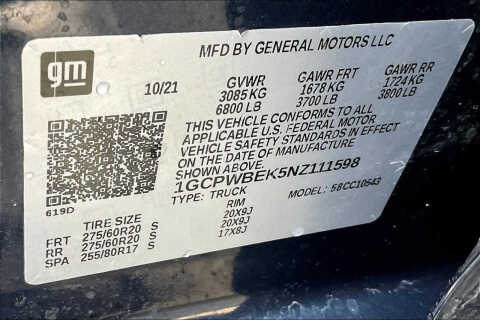 gm
MFD BY GENERAL MOTORS LLC
10/21 GVWR GAWR FRT GAWR RR
3085 KG 1678 KG 1724 KG
6800 LB 3700 LB 3800 LB
THIS VEHICLE CONFORMS TO ALL
APPLICABLE U.S. FEDERAL MOTOR
VEHICLE SAFETY STANDARDS IN EFFECT
ON THE DATE OF MANUFACTURE
SHOWN ABOVE.
1GCPWBEK5NZ111598
TYPE: TRUCK MODEL: 58CC10543
619D
TIRE SIZE RIM
FRT 275/60R20 S 20X9J
RR 275/60R20 S 20X9J
SPA 255/80R17 S 17X8J